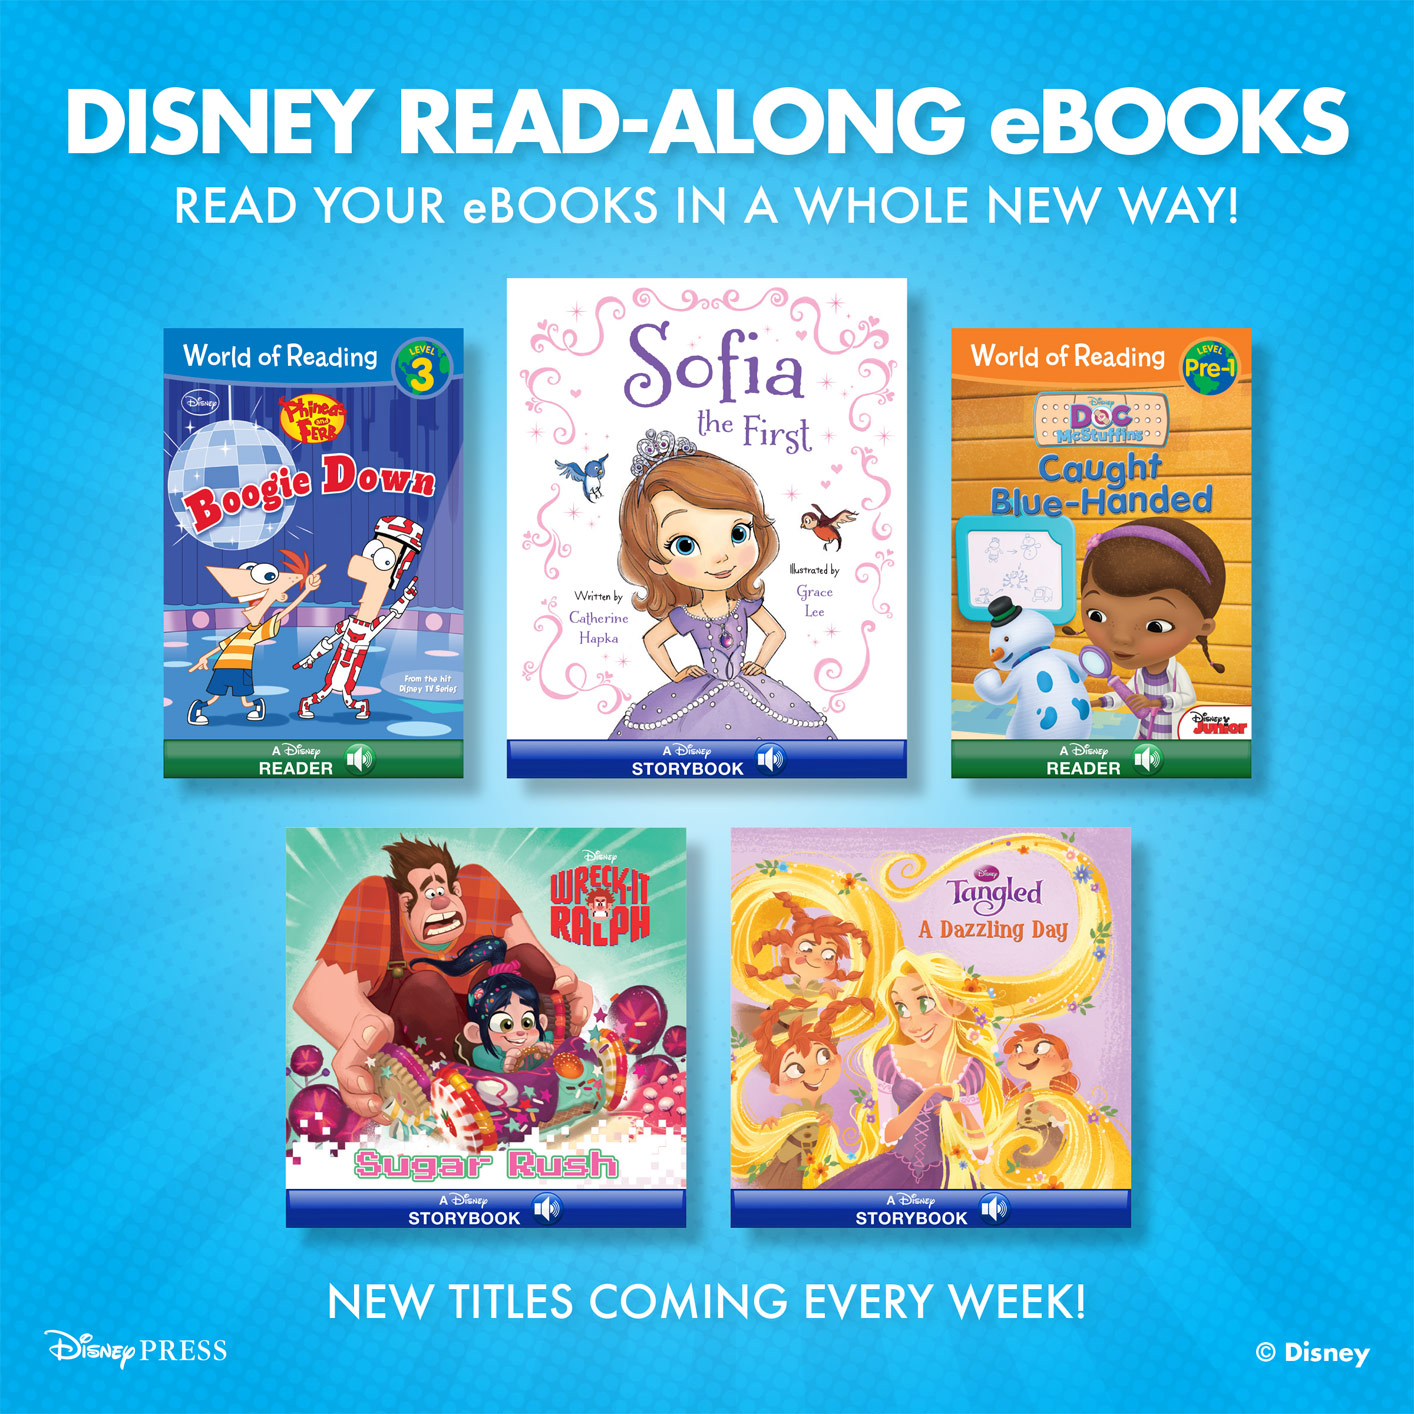 DISNEY READ-ALONG eBOOKS
READ YOUR eBOOKS IN A WHOLE NEW WAY!
World of Reading
LEVEL
3
Disney
Phineas
and
Ferb
Boogie Down
From the hit
Disney TV Series
A Disney
READER
Sofia
the First
Written by
Catherine
Hapka
Illustrated by
Grace
Lee
A Disney
STORYBOOK
World of Reading
LEVEL
Pre-1
Disney
DOC
McStuffins
Caught
Blue-Handed
Disney
Junior
A Disney
READER
Disney
WRECK-IT
RALPH
Sugar Rush
A Disney
STORYBOOK
Disney
Tangled
A Dazzling Day
A Disney
STORYBOOK
NEW TITLES COMING EVERY WEEK!
Disney PRESS
© Disney